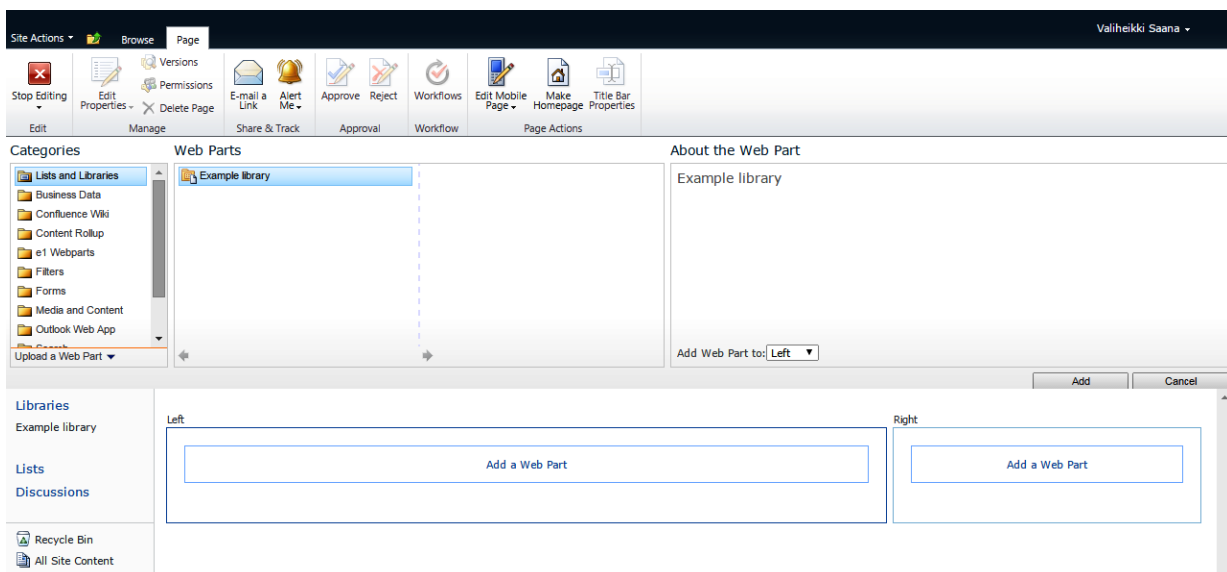 Valiheikki Saana
Site Actions Browse Page
Stop Editing
Edit
Edit Properties
Versions
Permissions
Delete Page
Manage
E-mail a Link
Alert Me
Share & Track
Approve
Reject
Approval
Workflows
Workflow
Edit Mobile Page
Make Homepage
Title Bar Properties
Page Actions
Categories
Lists and Libraries
Business Data
Confluence Wiki
Content Rollup
e1 Webparts
Filters
Forms
Media and Content
Outlook Web App
Upload a Web Part
Web Parts
Example library
About the Web Part
Example library
Add Web Part to: Left
Add Cancel
Libraries
Example library
Lists
Discussions
Recycle Bin
All Site Content
Left
Add a Web Part
Right
Add a Web Part